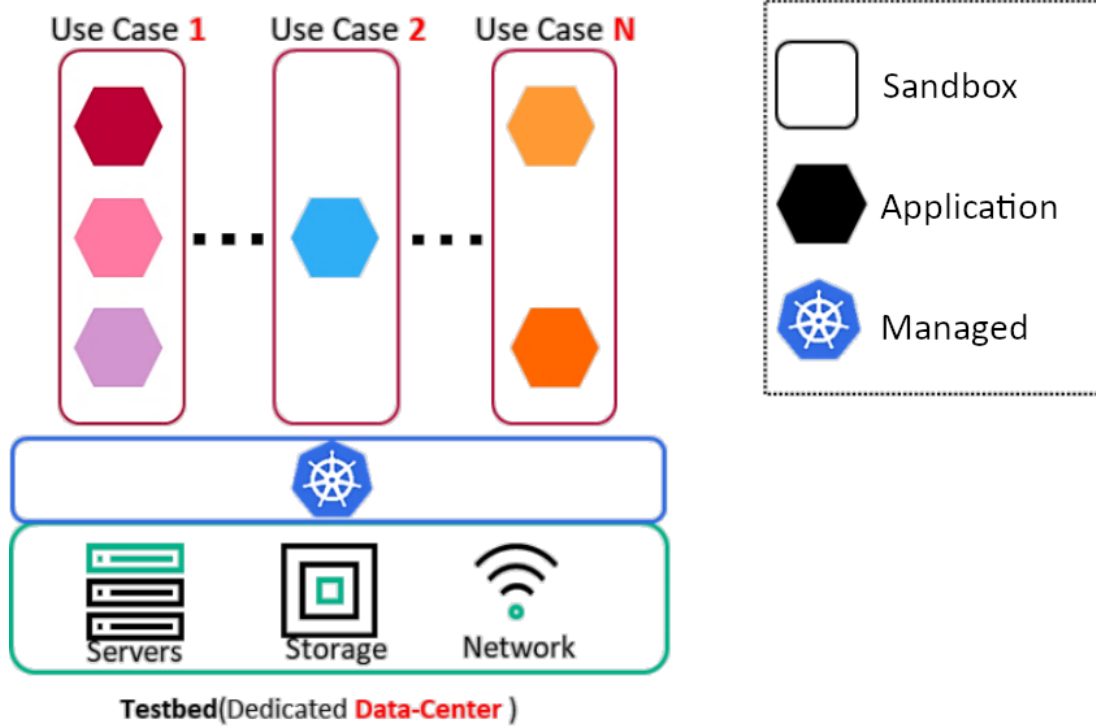 Use Case 1
Use Case 2
Use Case N
Sandbox
Application
Managed
Servers
Storage
Network
Testbed(Dedicated Data-Center )